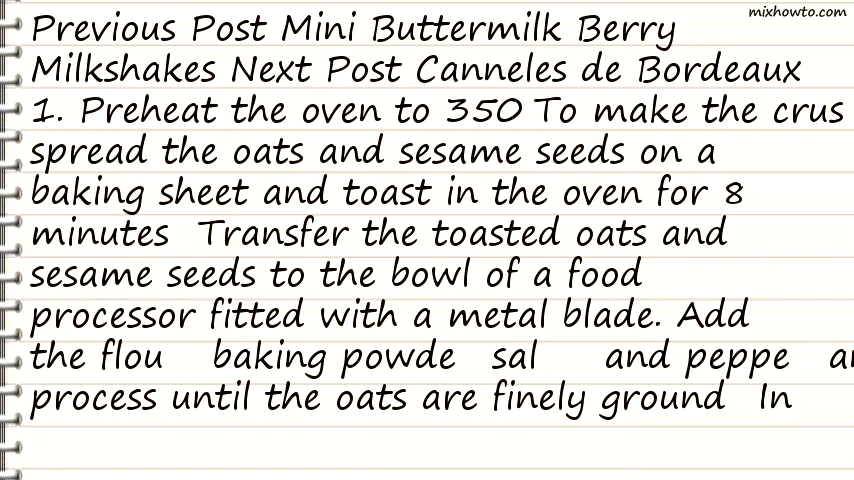 mixhowto.com
Previous Post Mini Buttermilk Berry
Milkshakes Next Post Canneles de Bordeaux
1. Preheat the oven to 350 To make the crus
spread the oats and sesame seeds on a
baking sheet and toast in the oven for 8
minutes Transfer the toasted oats and
sesame seeds to the bowl of a food
processor fitted with a metal blade. Add
the flou baking powde sal and peppe
process until the oats are finely ground In